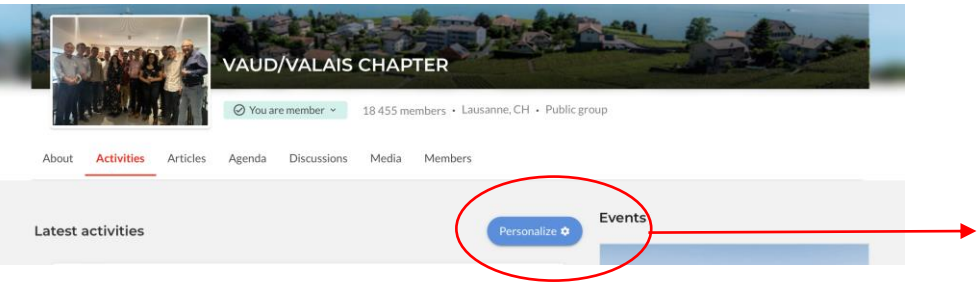 VAUD/VALAIS CHAPTER
You are member
18 455 members • Lausanne, CH • Public group
About Activities Articles Agenda Discussions Media Members
Latest activities
Personalize
Events